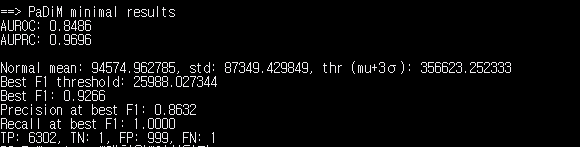 ==> PaDiM minimal results
AUROC: 0.8486
AUPRC: 0.9696
Normal mean: 94574.962785, std: 87349.429849, thr (mu+3σ): 356623.252333
Best F1 threshold: 25988.027344
Best F1: 0.9266
Precision at best F1: 0.8632
Recall at best F1: 1.0000
TP: 6302, TN: 1, FP: 999, FN: 1